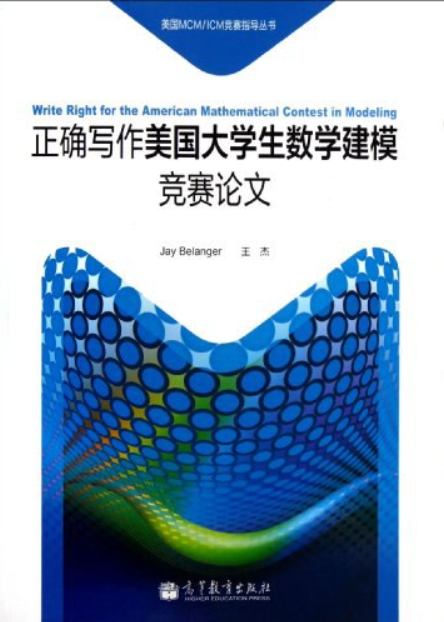 美国MCM/ICM竞赛指导丛书
Write Right for the American Mathematical Contest in Modeling
正确写作美国大学生数学建模
竞赛论文
Jay Belanger 王 杰
高等教育出版社
HIGHER EDUCATION PRESS